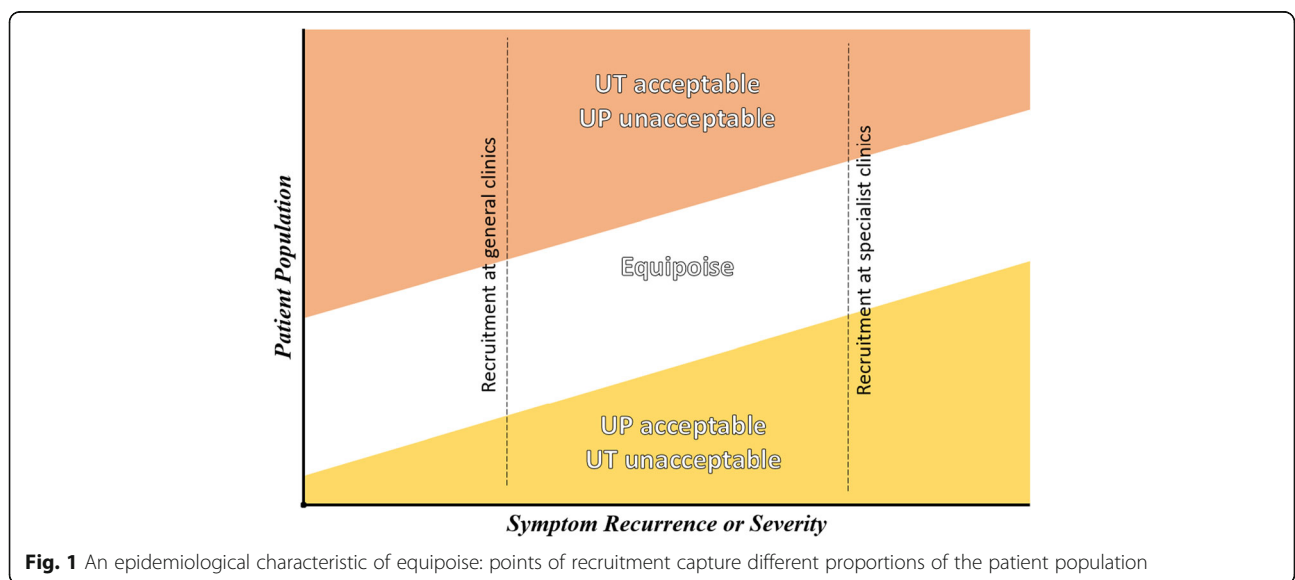 UT acceptable
UP unacceptable
Recruitment at general clinics
Recruitment at specialist clinics
Patient Population
Equipoise
UP acceptable
UT unacceptable
Symptom Recurrence or Severity
Fig. 1 An epidemiological characteristic of equipoise: points of recruitment capture different proportions of the patient population